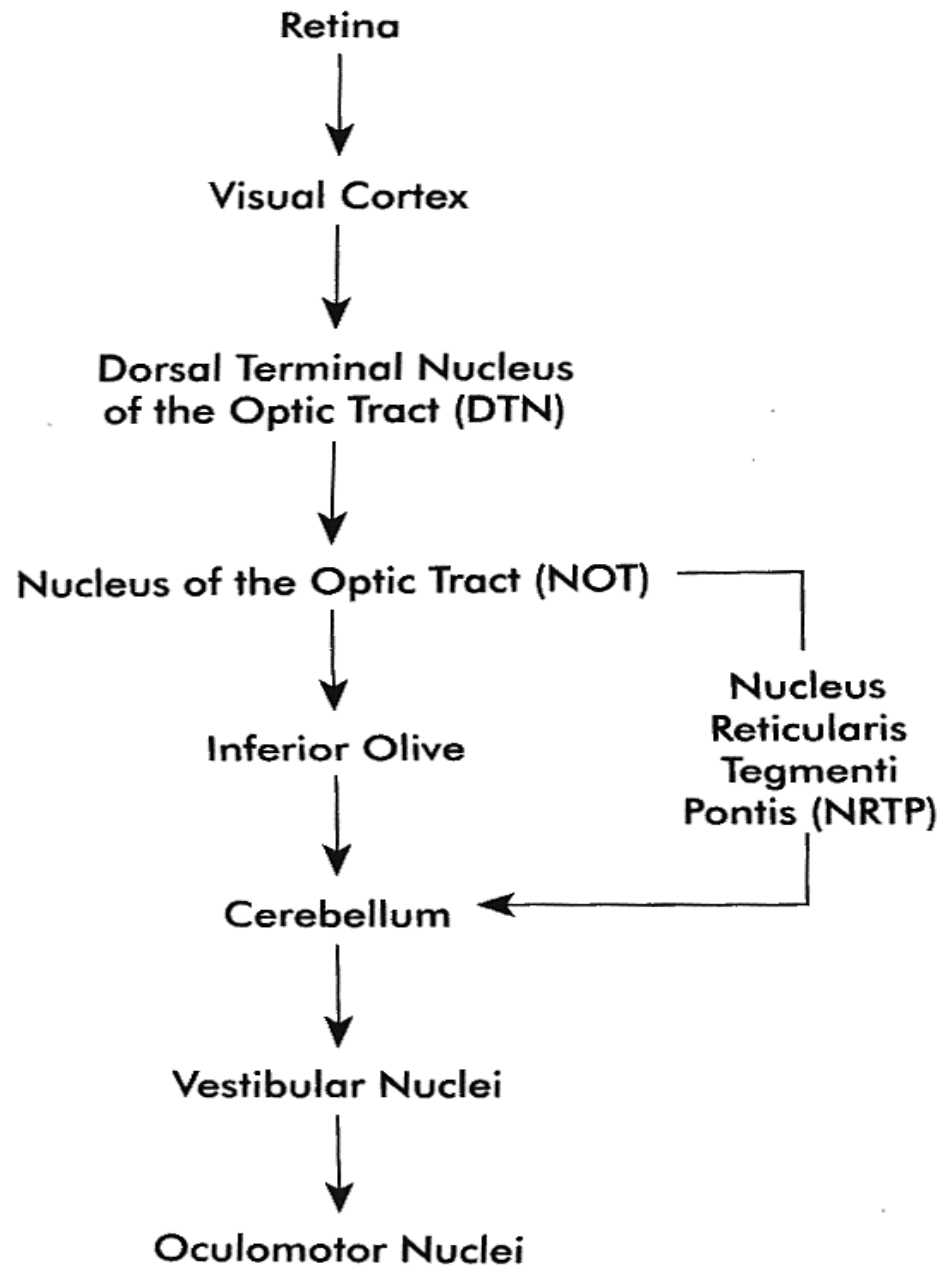 Retina
Visual Cortex
Dorsal Terminal Nucleus
of the Optic Tract (DTN)
Nucleus of the Optic Tract (NOT)
Nucleus
Reticularis
Tegmenti
Pontis (NRTP)
Inferior Olive
Cerebellum
Vestibular Nuclei
Oculomotor Nuclei